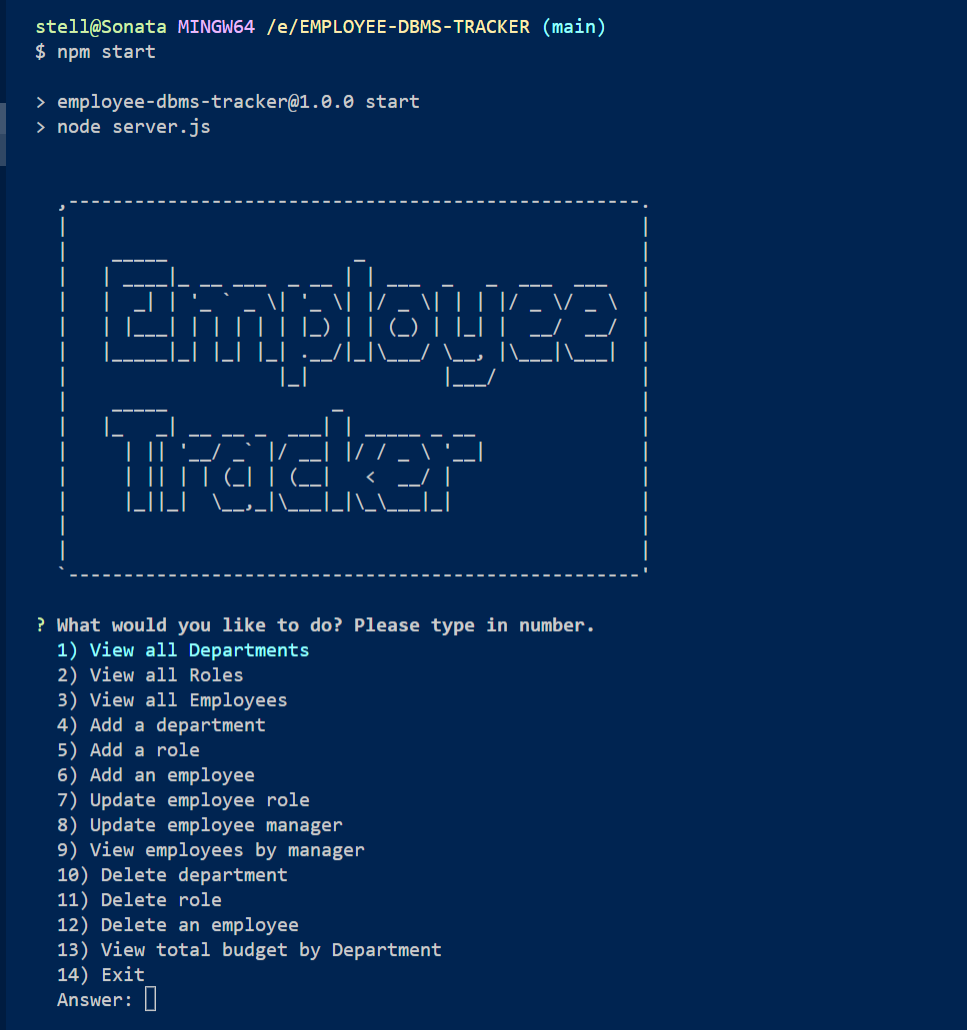 stell@Sonata MINGW64 /e/EMPLOYEE-DBMS-TRACKER (main)
$ npm start
> employee-dbms-tracker@1.0.0 start
> node server.js
Employee
Tracker
? What would you like to do? Please type in number.
1) View all Departments
2) View all Roles
3) View all Employees
4) Add a department
5) Add a role
6) Add an employee
7) Update employee role
8) Update employee manager
9) View employees by manager
10) Delete department
11) Delete role
12) Delete an employee
13) View total budget by Department
14) Exit
Answer: